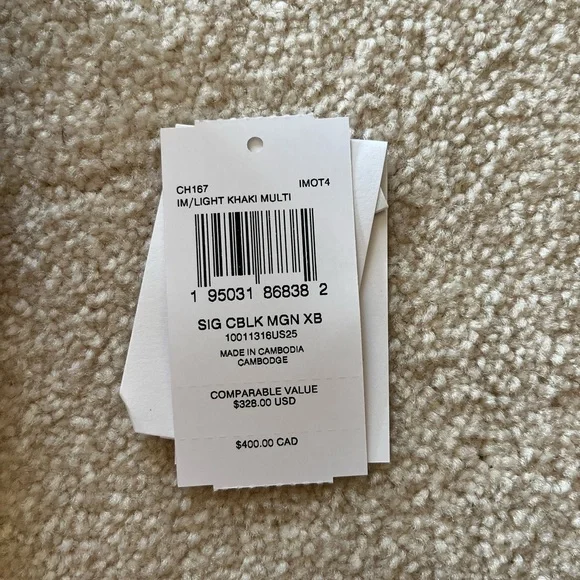 CH167 IMOT4
IM/LIGHT KHAKI MULTI
1 95031 86838 2
SIG CBLK MGN XB
10011316US25
MADE IN CAMBODIA
CAMBODGE
COMPARABLE VALUE
$328.00 USD
$400.00 CAD